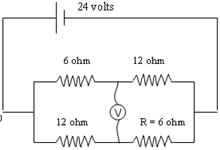 24 volts
6 ohm 12 ohm
V
12 ohm R = 6 ohm